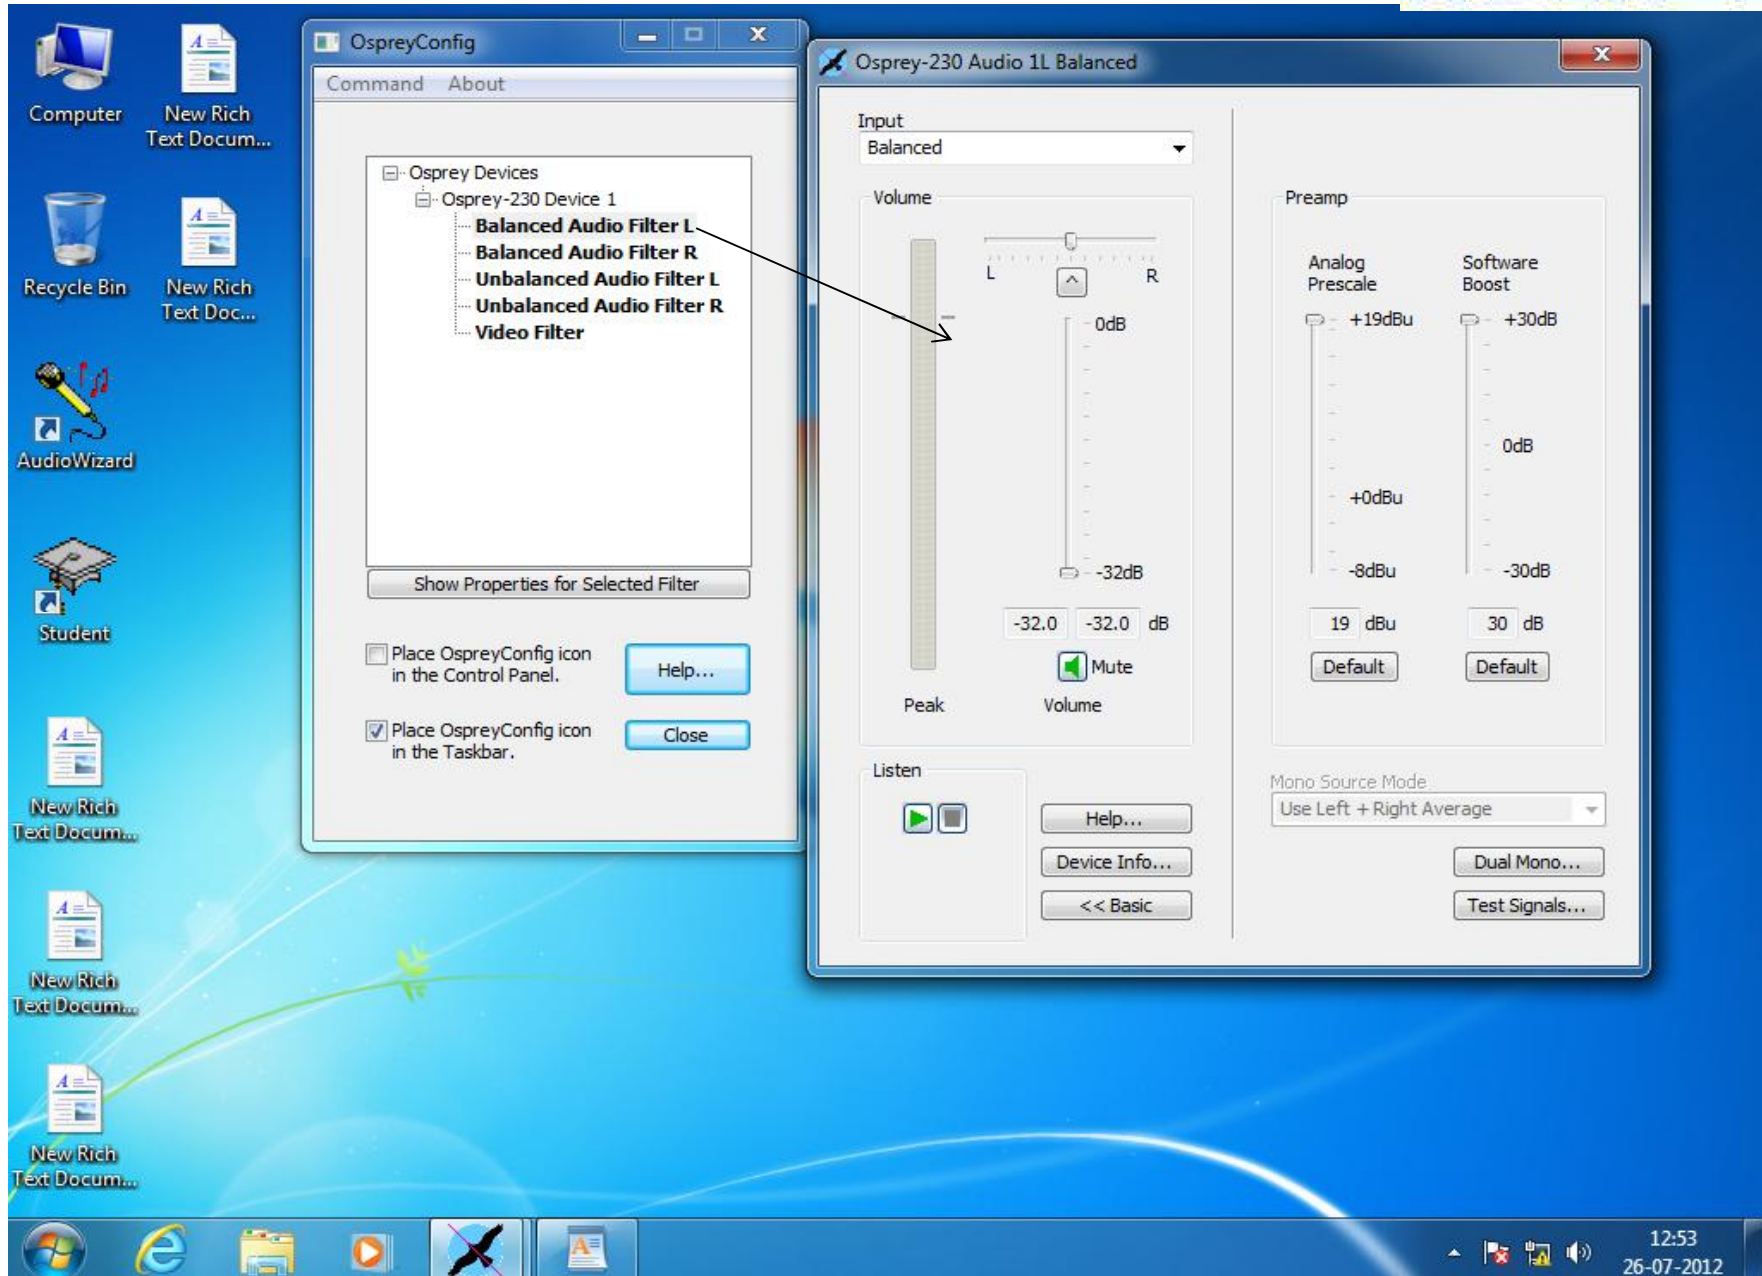 Computer
New Rich
Text Docum...
Recycle Bin
New Rich
Text Doc...
AudioWizard
Student
New Rich
Text Docum...
New Rich
Text Docum...
New Rich
Text Docum...
OspreyConfig
Command About
Osprey Devices
Osprey-230 Device 1
Balanced Audio Filter L
Balanced Audio Filter R
Unbalanced Audio Filter L
Unbalanced Audio Filter R
Video Filter
Show Properties for Selected Filter
Place OspreyConfig icon
in the Control Panel.
Help...
Place OspreyConfig icon
in the Taskbar.
Close
Osprey-230 Audio 1L Balanced
Input
Balanced
Volume
L R
0dB
-32dB
-32.0 -32.0 dB
Mute
Peak Volume
Listen
Help...
Device Info...
<< Basic
Preamp
Analog
Prescale
+19dBu
+0dBu
-8dBu
19 dBu
Default
Software
Boost
+30dB
0dB
-30dB
30 dB
Default
Mono Source Mode
Use Left + Right Average
Dual Mono...
Test Signals...
12:53
26-07-2012